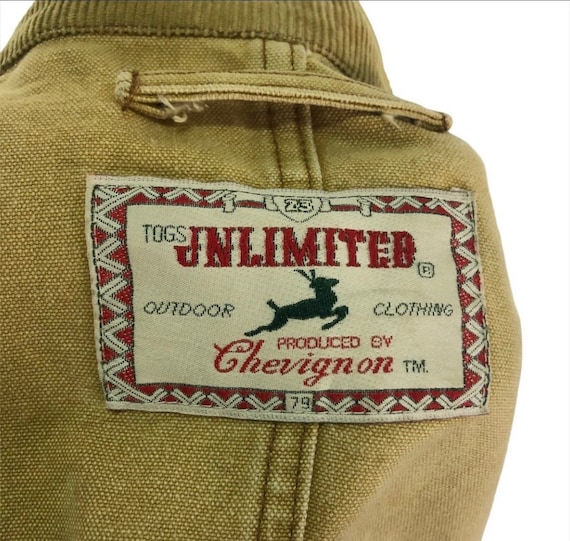 23
TOGS UNLIMITED ®
OUTDOOR CLOTHING
PRODUCED BY
Chevignon TM.
79